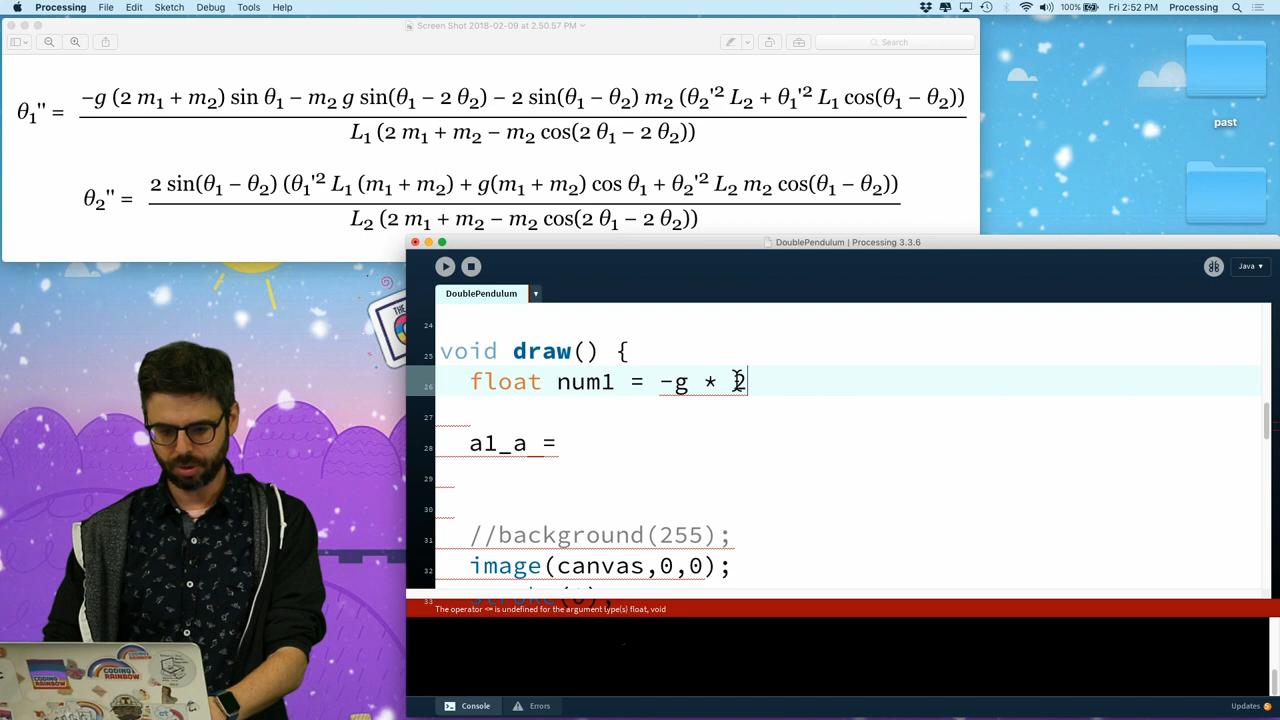 Processing File Edit Sketch Debug Tools Help 100% Fri 2:52 PM Processing
Screen Shot 2018-02-09 at 2.50.57 PM
Search
θ₁'' = −g (2 m₁ + m₂) sin θ₁ − m₂ g sin(θ₁ − 2 θ₂) − 2 sin(θ₁ − θ₂) m₂ (θ₂'² L₂ + θ₁'² L₁ cos(θ₁ − θ₂))
L₁ (2 m₁ + m₂ − m₂ cos(2 θ₁ − 2 θ₂))
θ₂'' = 2 sin(θ₁ − θ₂) (θ₁'² L₁ (m₁ + m₂) + g(m₁ + m₂) cos θ₁ + θ₂'² L₂ m₂ cos(θ₁ − θ₂))
L₂ (2 m₁ + m₂ − m₂ cos(2 θ₁ − 2 θ₂))
past
DoublePendulum | Processing 3.3.6
Java
DoublePendulum
24
25 void draw() {
26 float num1 = -g * 2
27
28 a1_a =
29
30
31 //background(255);
32 image(canvas,0,0);
33
The operator <= is undefined for the argument type(s) float, void
Console Errors Updates
CODING RAINBOW